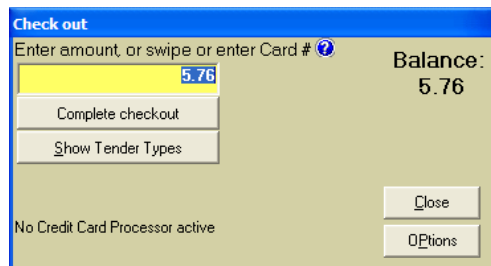 Check out
Enter amount, or swipe or enter Card # ?
Balance:
5.76
5.76
Complete checkout
Show Tender Types
Close
No Credit Card Processor active
OPtions